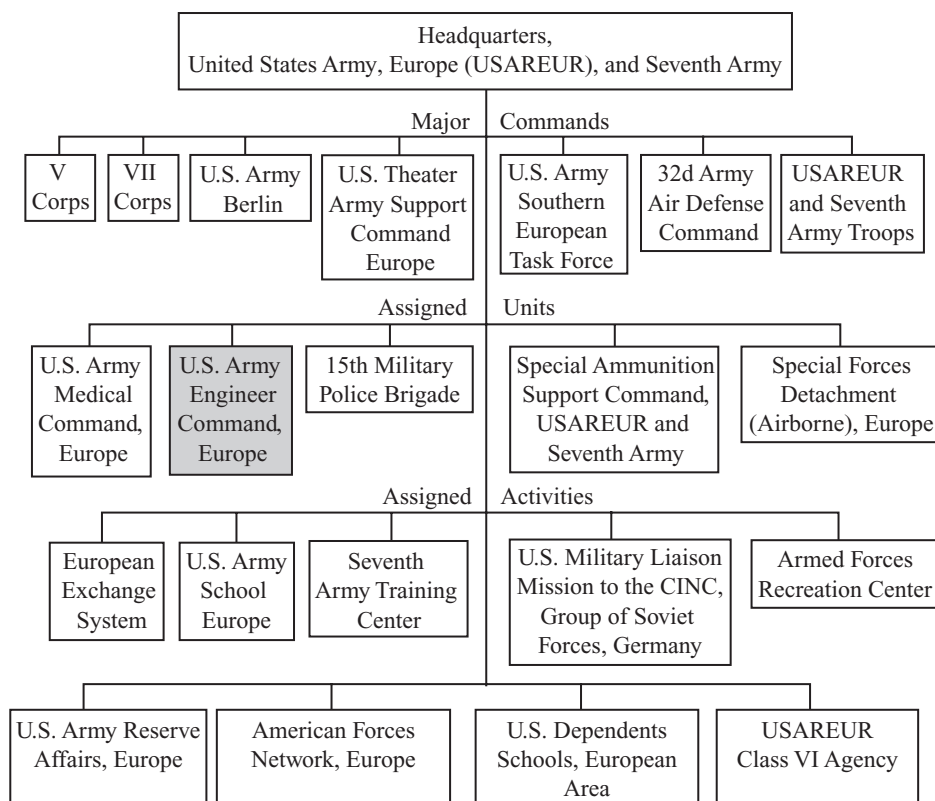 Headquarters,
United States Army, Europe (USAREUR), and Seventh Army
Major Commands
V
Corps
VII
Corps
U.S. Army
Berlin
U.S. Theater
Army Support
Command
Europe
U.S. Army
Southern
European
Task Force
32d Army
Air Defense
Command
USAREUR
and Seventh
Army Troops
Assigned Units
U.S. Army
Medical
Command,
Europe
U.S. Army
Engineer
Command,
Europe
15th Military
Police Brigade
Special Ammunition
Support Command,
USAREUR and
Seventh Army
Special Forces
Detachment
(Airborne), Europe
Assigned Activities
European
Exchange
System
U.S. Army
School
Europe
Seventh
Army Training
Center
U.S. Military Liaison
Mission to the CINC,
Group of Soviet
Forces, Germany
Armed Forces
Recreation Center
U.S. Army Reserve
Affairs, Europe
American Forces
Network, Europe
U.S. Dependents
Schools, European
Area
USAREUR
Class VI Agency